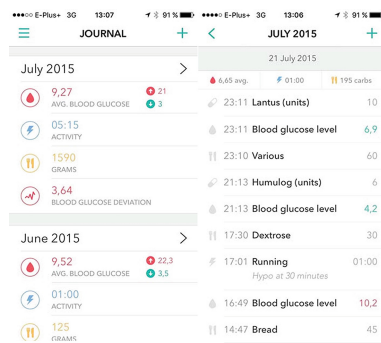 E-Plus+ 3G 13:07 91 %
JOURNAL
July 2015
9,27
AVG. BLOOD GLUCOSE
21
3
05:15
ACTIVITY
1590
GRAMS
3,64
BLOOD GLUCOSE DEVIATION
June 2015
9,52
AVG. BLOOD GLUCOSE
22,3
3,5
01:00
ACTIVITY
125
GRAMS
E-Plus+ 3G 13:06 91 %
JULY 2015
21 July 2015
6,65 avg. 01:00 195 carbs
23:11 Lantus (units) 10
23:11 Blood glucose level 6,9
23:10 Various 60
21:13 Humulog (units) 6
21:13 Blood glucose level 4,2
17:30 Dextrose 30
17:01 Running 01:00
Hypo at 30 minutes
16:49 Blood glucose level 10,2
14:47 Bread 45